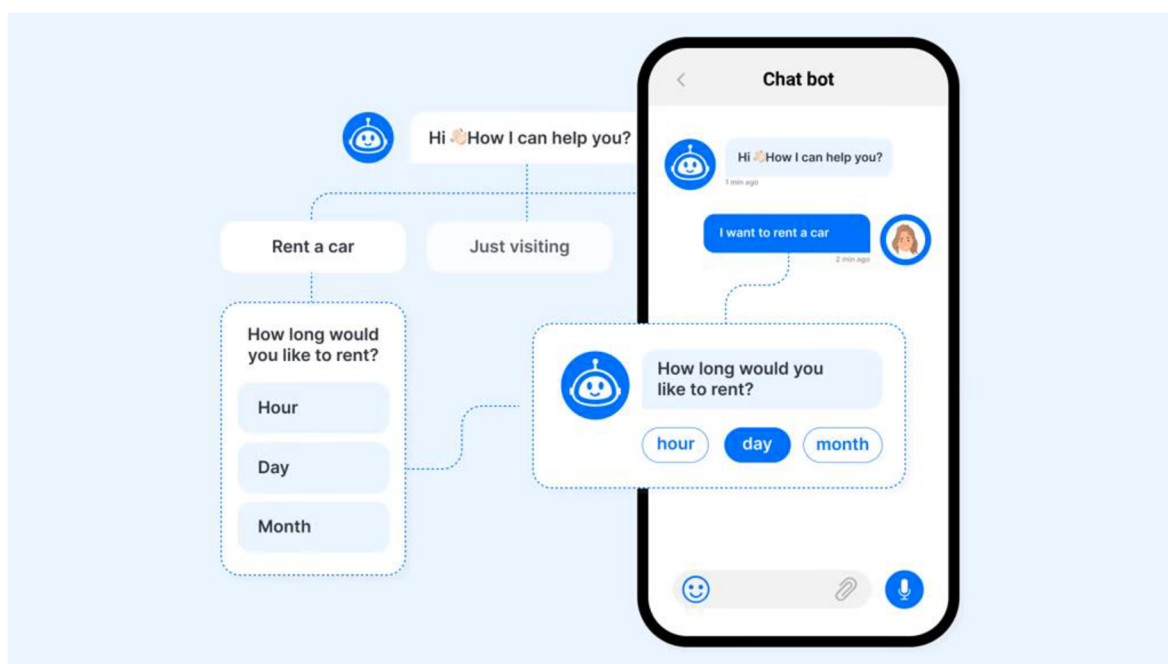 Hi 👋🏻How I can help you?
Rent a car
Just visiting
How long would
you like to rent?
Hour
Day
Month
Chat bot
Hi 👋🏻How I can help you?
1 min ago
I want to rent a car
2 min ago
How long would you
like to rent?
hour
day
month